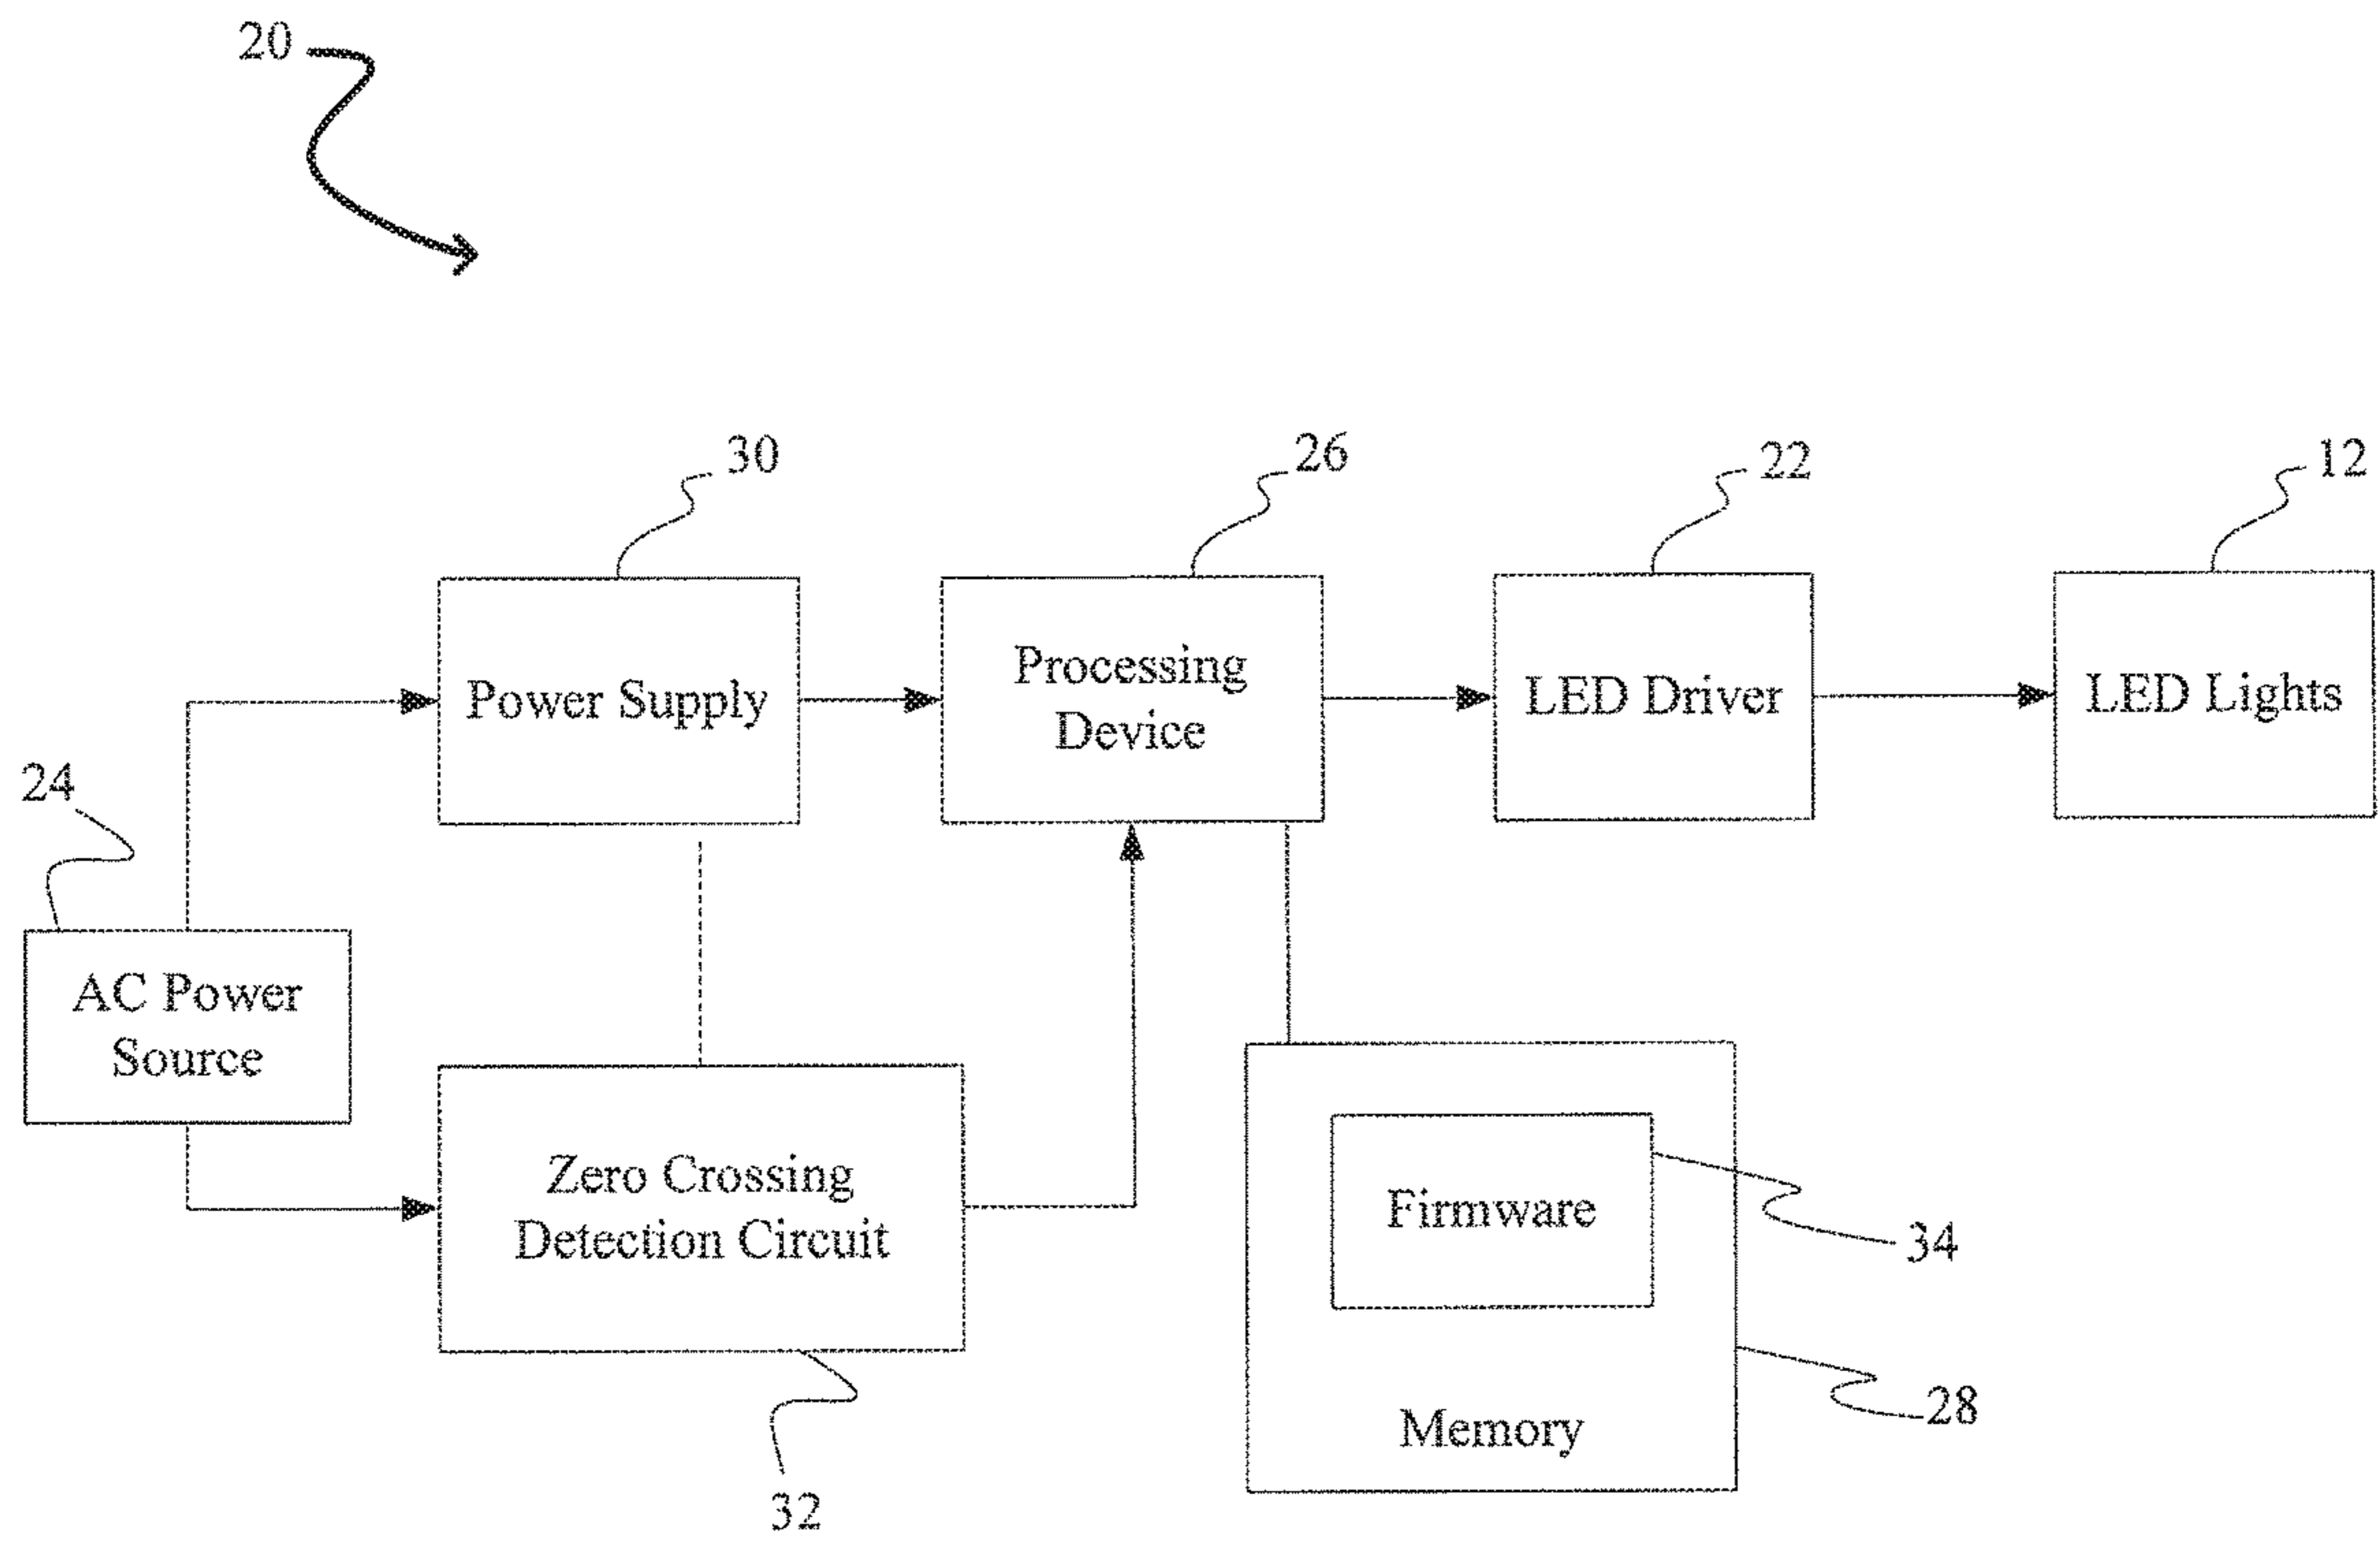 20
30
26
22
12
Power Supply
Processing
Device
LED Driver
LED Lights
24
AC Power
Source
Zero Crossing
Detection Circuit
Firmware
34
28
Memory
32